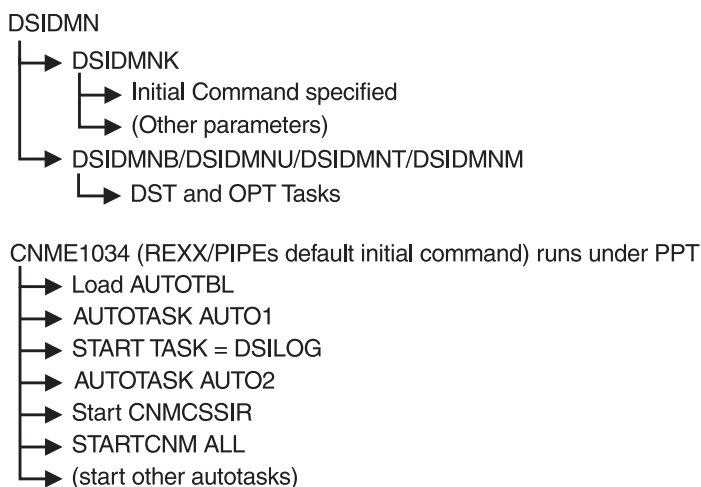 DSIDMN
DSIDMNK
Initial Command specified
(Other parameters)
DSIDMNB/DSIDMNU/DSIDMNT/DSIDMNM
DST and OPT Tasks
CNME1034 (REXX/PIPEs default initial command) runs under PPT
Load AUTOTBL
AUTOTASK AUTO1
START TASK = DSILOG
AUTOTASK AUTO2
Start CNMCSSIR
STARTCNM ALL
(start other autotasks)